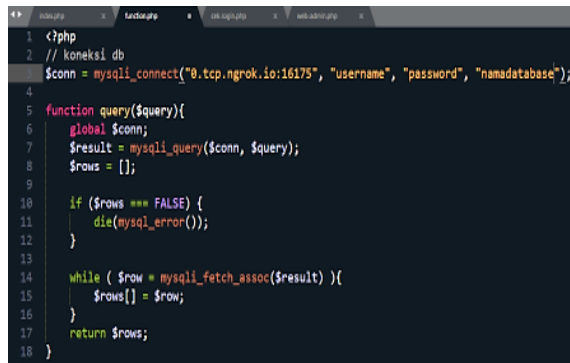 index.php x function.php cek-login.php x web-admin.php x
1 <?php
2 // koneksi db
3 $conn = mysqli_connect("0.tcp.ngrok.io:16175", "username", "password", "namadatabase");
4
5 function query($query){
6 global $conn;
7 $result = mysqli_query($conn, $query);
8 $rows = [];
9
10 if ($rows === FALSE) {
11 die(mysql_error());
12 }
13
14 while ( $row = mysqli_fetch_assoc($result) ){
15 $rows[] = $row;
16 }
17 return $rows;
18 }